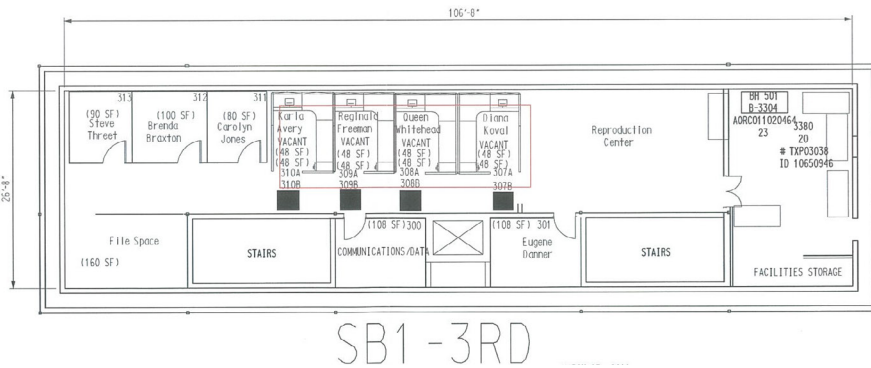 106'-8"
26'-8"
313
(90 SF)
Steve
Threet
312
(100 SF)
Brenda
Braxton
311
(80 SF)
Carolyn
Jones
Karla
Avery
VACANT
(48 SF)
(48 SF)
310A
310B
Reginald
Freeman
VACANT
(48 SF)
(48 SF)
309A
309B
Queen
Whitehead
VACANT
(48 SF)
(48 SF)
308A
308B
Diana
Koval
VACANT
(48 SF)
(48 SF)
307A
307B
Reproduction
Center
BH 501
B-3304
AORC011020464
23
3380
20
# TXP03038
ID 10650946
File Space
(160 SF)
STAIRS
(108 SF) 300
COMMUNICATIONS/DATA
(108 SF) 301
Eugene
Danner
STAIRS
FACILITIES STORAGE
SB1-3RD